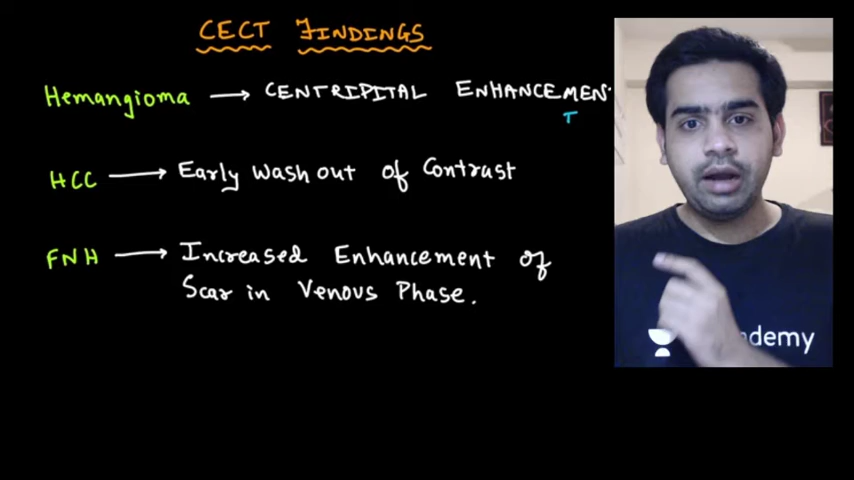 CECT FINDINGS
Hemangioma → CENTRIPITAL ENHANCEMEN
T
HCC → Early Wash out of Contrast
FNH → Increased Enhancement of
Scar in Venous Phase.
ademy